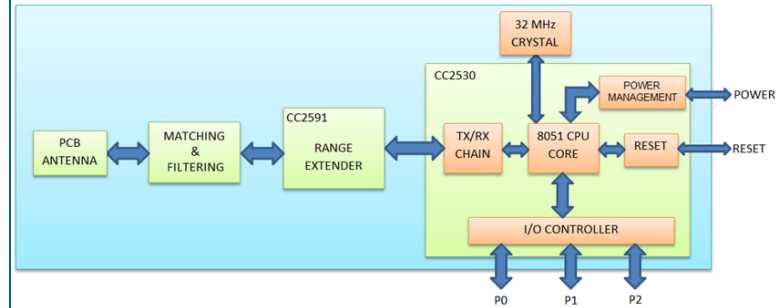 32 MHz
CRYSTAL
CC2530
POWER
MANAGEMENT
POWER
CC2591
PCB
ANTENNA
MATCHING
&
FILTERING
RANGE
EXTENDER
TX/RX
CHAIN
8051 CPU
CORE
RESET
RESET
I/O CONTROLLER
P0
P1
P2